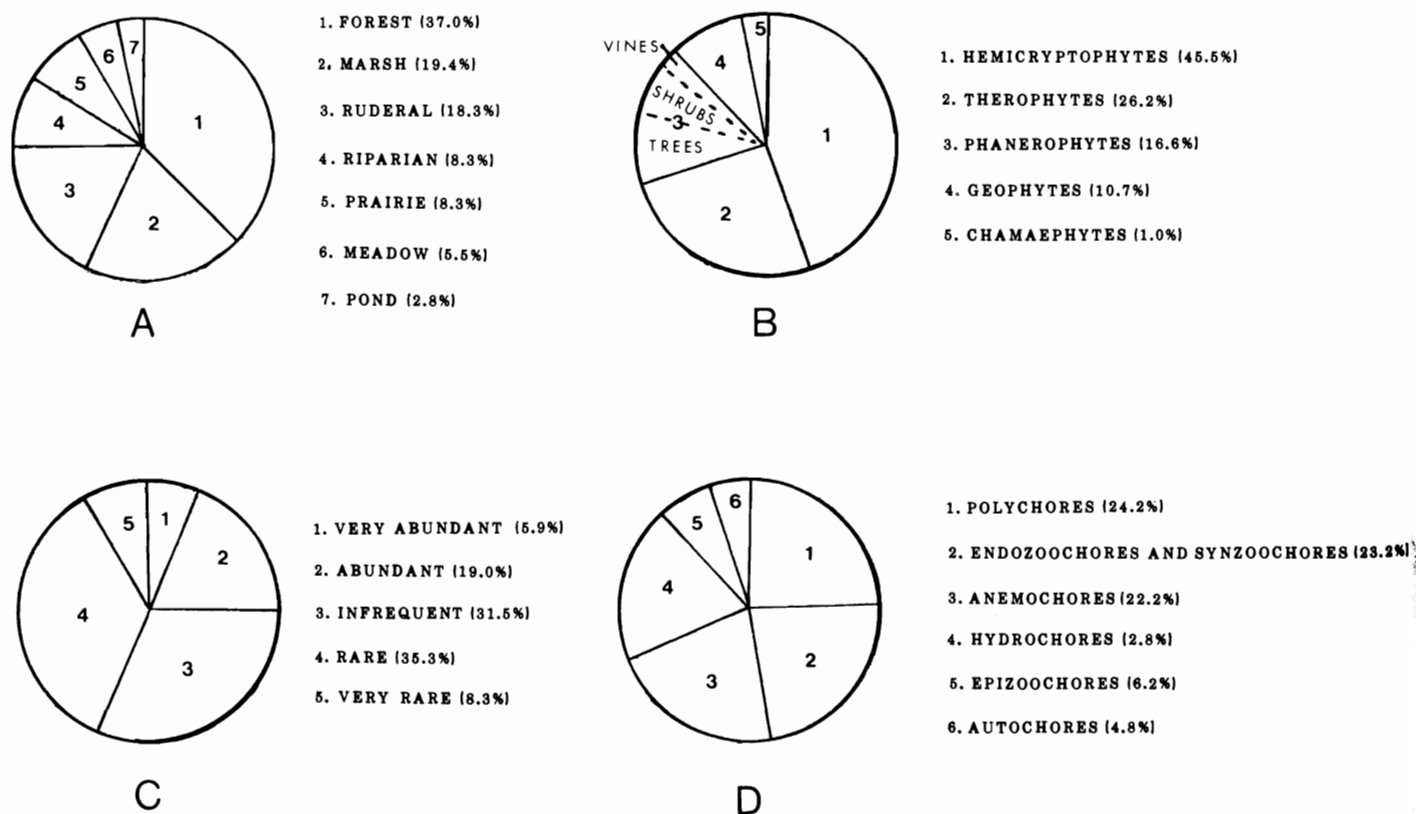 1
2
3
4
5
6
7
1. FOREST (37.0%)
2. MARSH (19.4%)
3. RUDERAL (18.3%)
4. RIPARIAN (8.3%)
5. PRAIRIE (8.3%)
6. MEADOW (5.5%)
7. POND (2.8%)
A
VINES
SHRUBS
TREES
1
2
3
4
5
1. HEMICRYPTOPHYTES (45.5%)
2. THEROPHYTES (26.2%)
3. PHANEROPHYTES (16.6%)
4. GEOPHYTES (10.7%)
5. CHAMAEPHYTES (1.0%)
B
1
2
3
4
5
1. VERY ABUNDANT (5.9%)
2. ABUNDANT (19.0%)
3. INFREQUENT (31.5%)
4. RARE (35.3%)
5. VERY RARE (8.3%)
C
1
2
3
4
5
6
1. POLYCHORES (24.2%)
2. ENDOZOOCHORES AND SYNZOOCHORES (23.2%)
3. ANEMOCHORES (22.2%)
4. HYDROCHORES (2.8%)
5. EPIZOOCHORES (6.2%)
6. AUTOCHORES (4.8%)
D